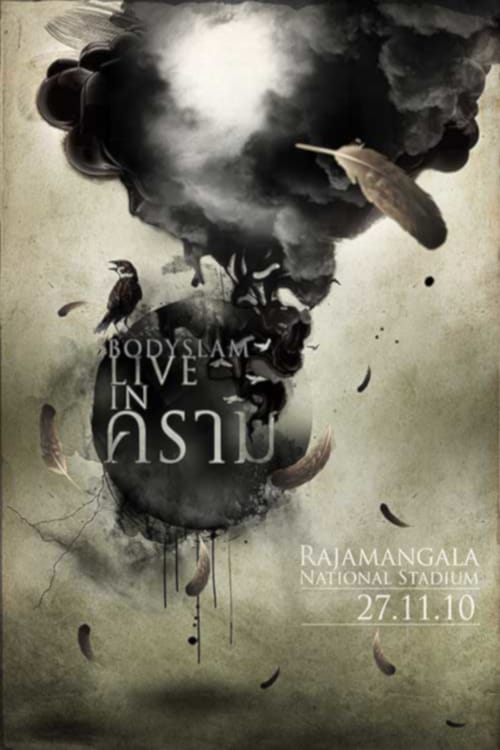 BODYSLAM
LIVE
IN
คราม
RAJAMANGALA
NATIONAL STADIUM
27.11.10